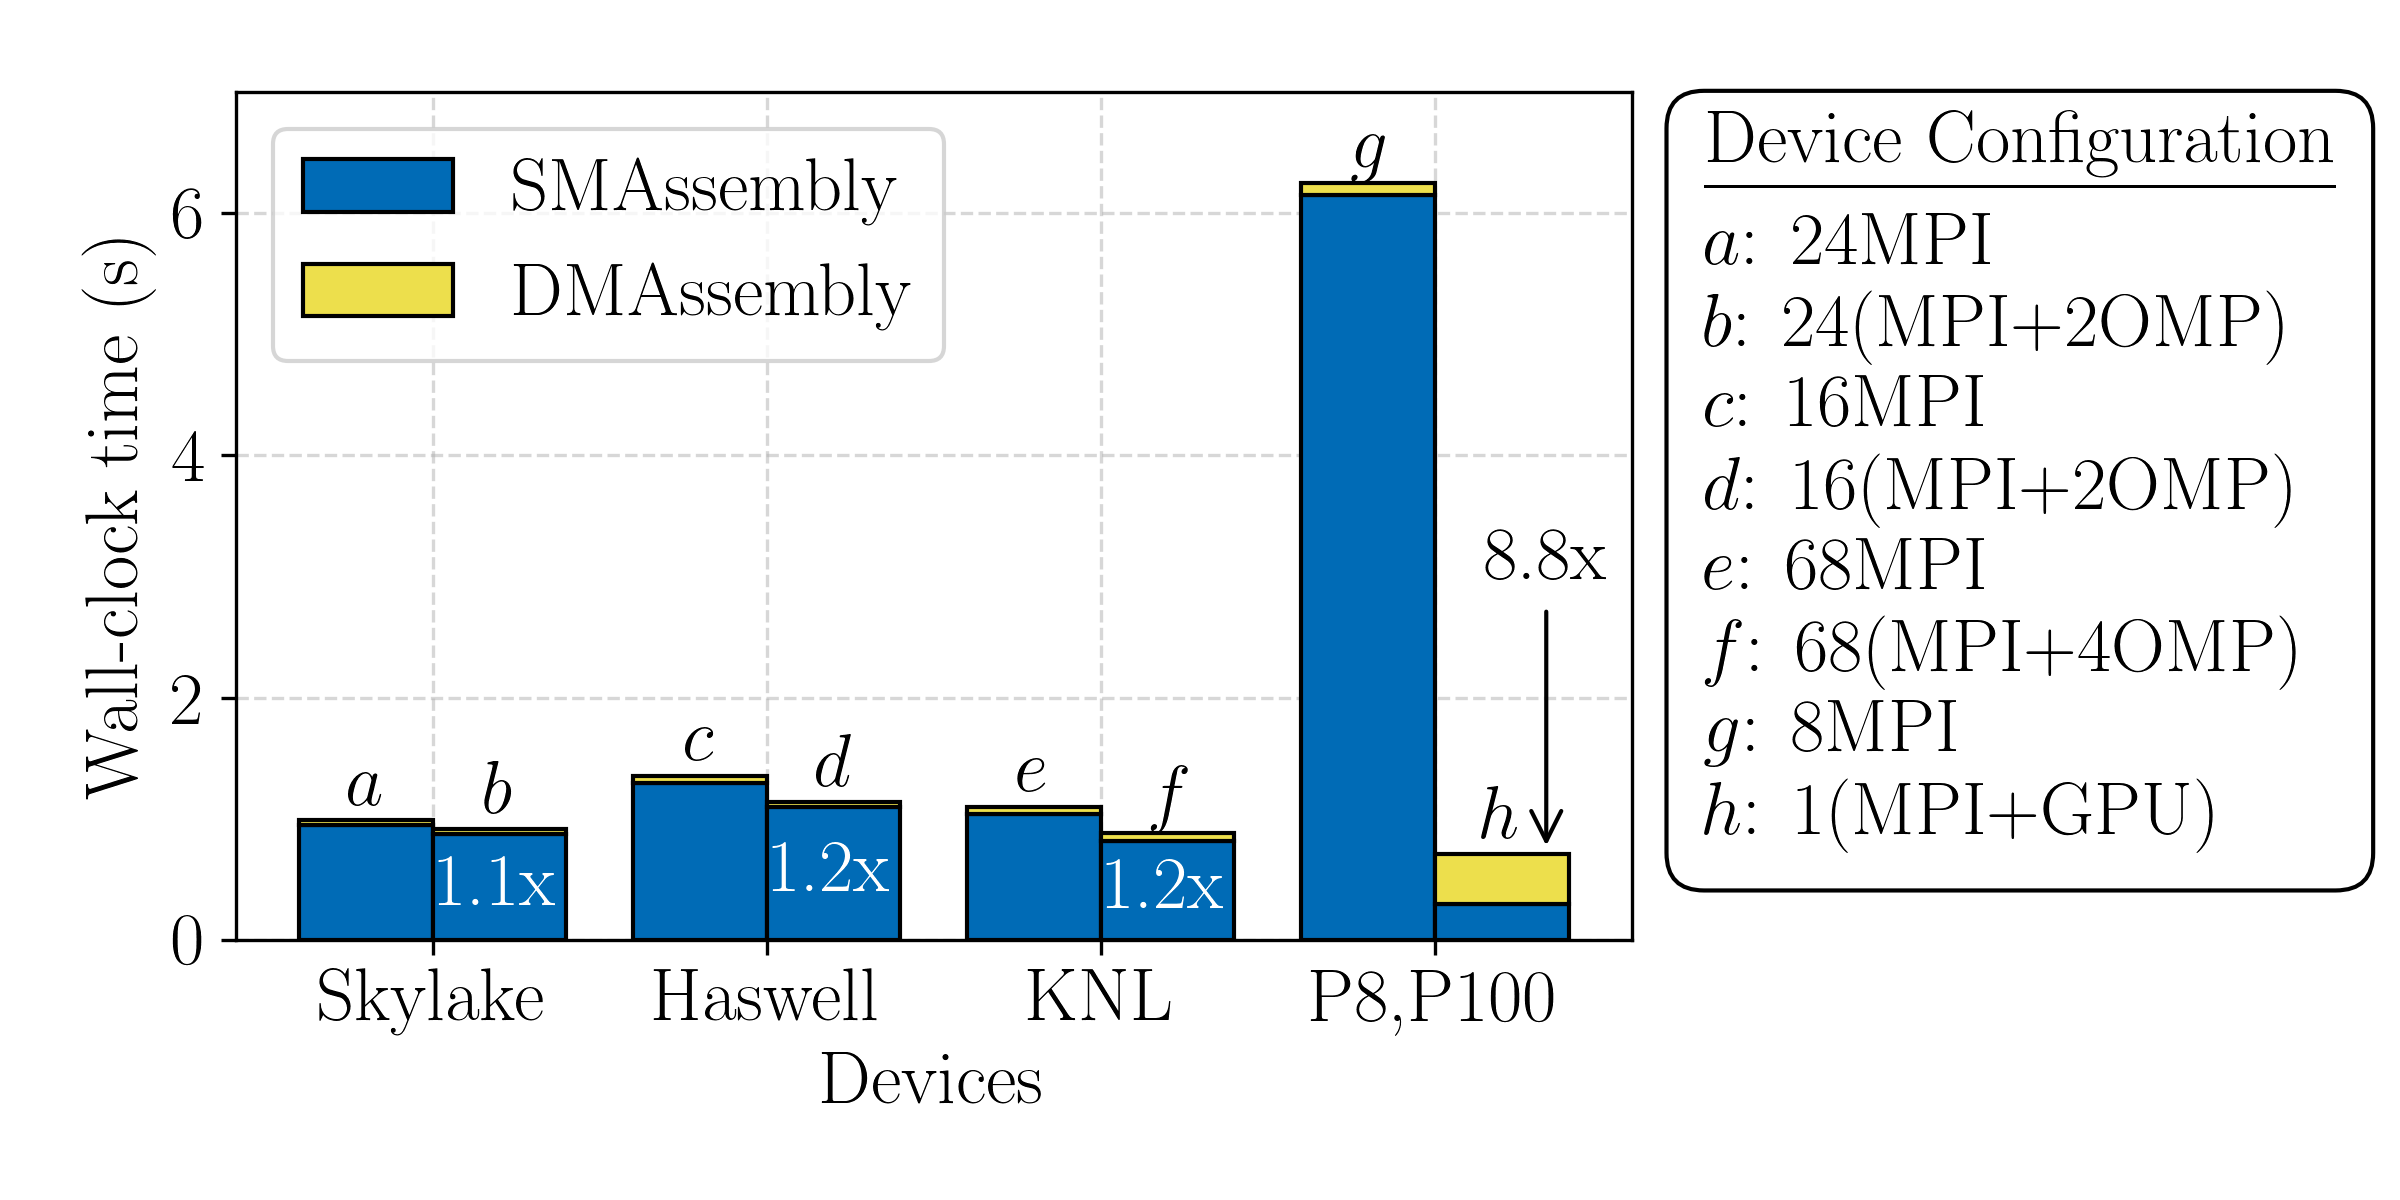 SMAssembly
DMAssembly
Wall-clock time (s)
6
4
2
0
a
b
c
d
e
f
g
h
1.1x
1.2x
1.2x
8.8x
Skylake
Haswell
KNL
P8,P100
Devices
Device Configuration
a: 24MPI
b: 24(MPI+2OMP)
c: 16MPI
d: 16(MPI+2OMP)
e: 68MPI
f: 68(MPI+4OMP)
g: 8MPI
h: 1(MPI+GPU)